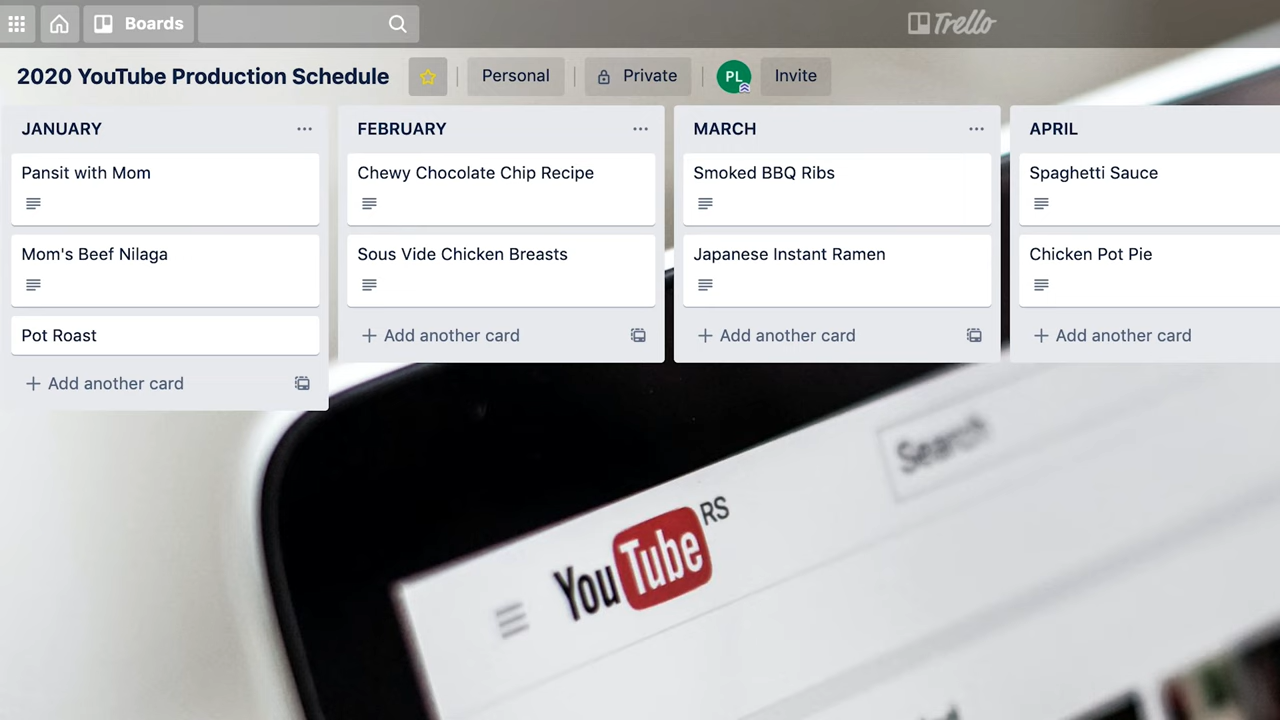 Boards
Trello
2020 YouTube Production Schedule
Personal
Private
PL
Invite
JANUARY
Pansit with Mom
Mom's Beef Nilaga
Pot Roast
+ Add another card
FEBRUARY
Chewy Chocolate Chip Recipe
Sous Vide Chicken Breasts
+ Add another card
MARCH
Smoked BBQ Ribs
Japanese Instant Ramen
+ Add another card
APRIL
Spaghetti Sauce
Chicken Pot Pie
+ Add another card
Search
YouTube RS